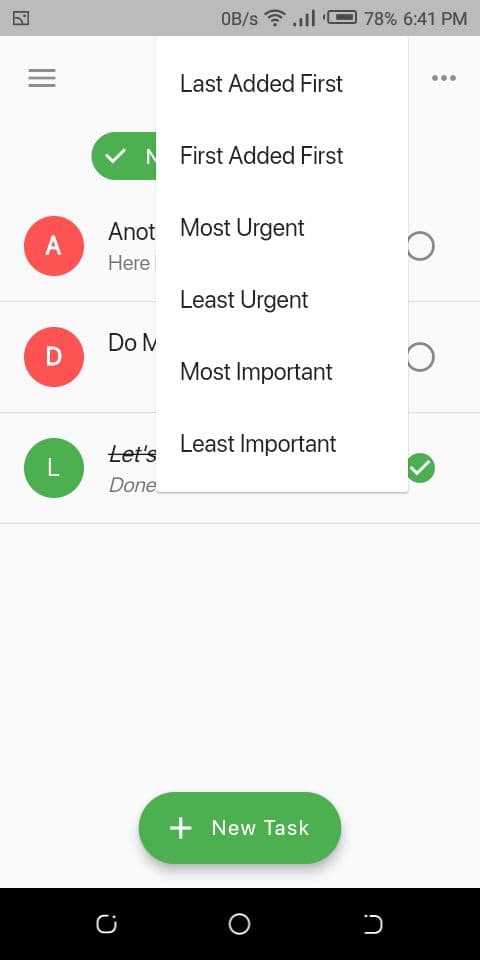 0B/s 78% 6:41 PM
Last Added First
First Added First
Most Urgent
Least Urgent
Most Important
Least Important
A
Here
D
Do
L
Let's
Done
+ New Task